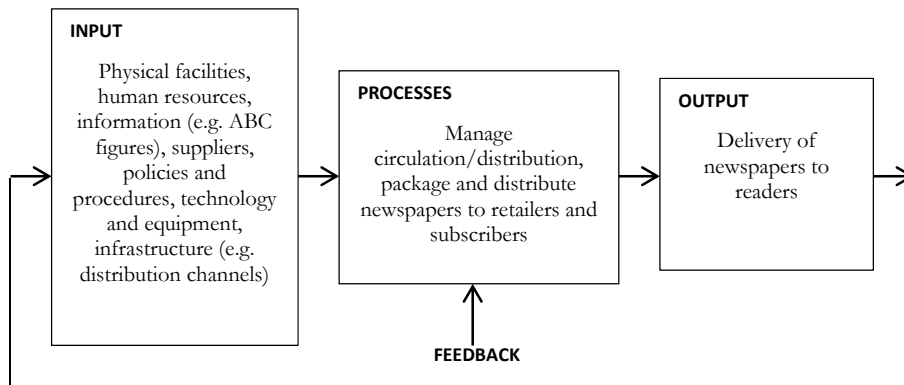 INPUT
Physical facilities,
human resources,
information (e.g. ABC
figures), suppliers,
policies and
procedures, technology
and equipment,
infrastructure (e.g.
distribution channels)
PROCESSES
Manage
circulation/distribution,
package and distribute
newspapers to retailers and
subscribers
OUTPUT
Delivery of
newspapers to
readers
FEEDBACK